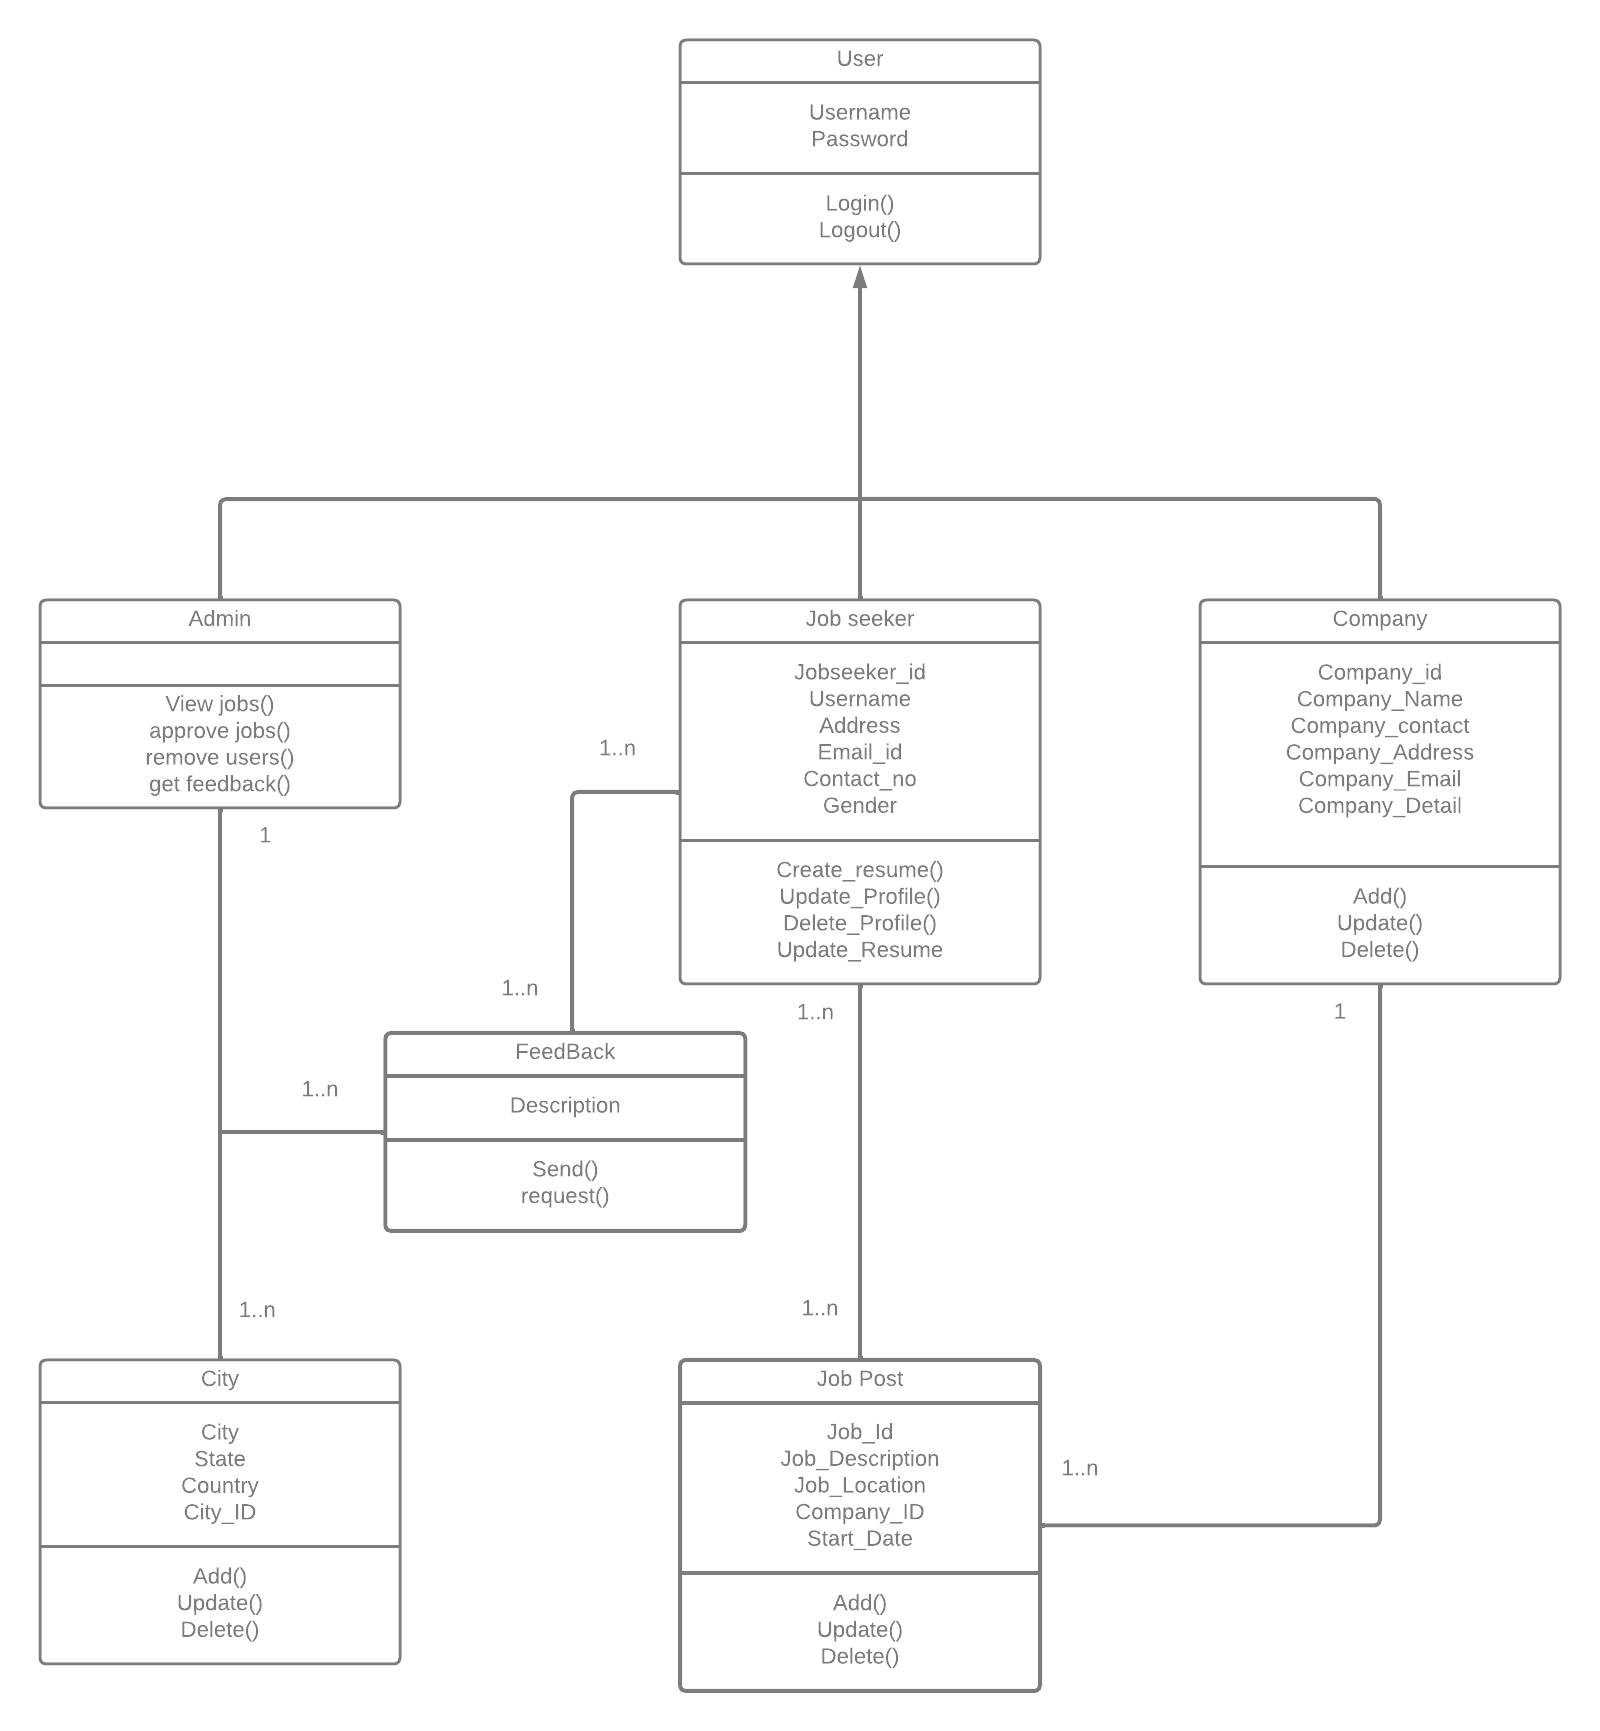 User
Username
Password
Login()
Logout()
Admin
View jobs()
approve jobs()
remove users()
get feedback()
1
Job seeker
Jobseeker_id
Username
Address
Email_id
Contact_no
Gender
Create_resume()
Update_Profile()
Delete_Profile()
Update_Resume
Company
Company_id
Company_Name
Company_contact
Company_Address
Company_Email
Company_Detail
Add()
Update()
Delete()
1..n
1..n
1..n
1
FeedBack
Description
Send()
request()
1..n
1..n
1..n
City
City
State
Country
City_ID
Add()
Update()
Delete()
Job Post
Job_Id
Job_Description
Job_Location
Company_ID
Start_Date
Add()
Update()
Delete()
1..n